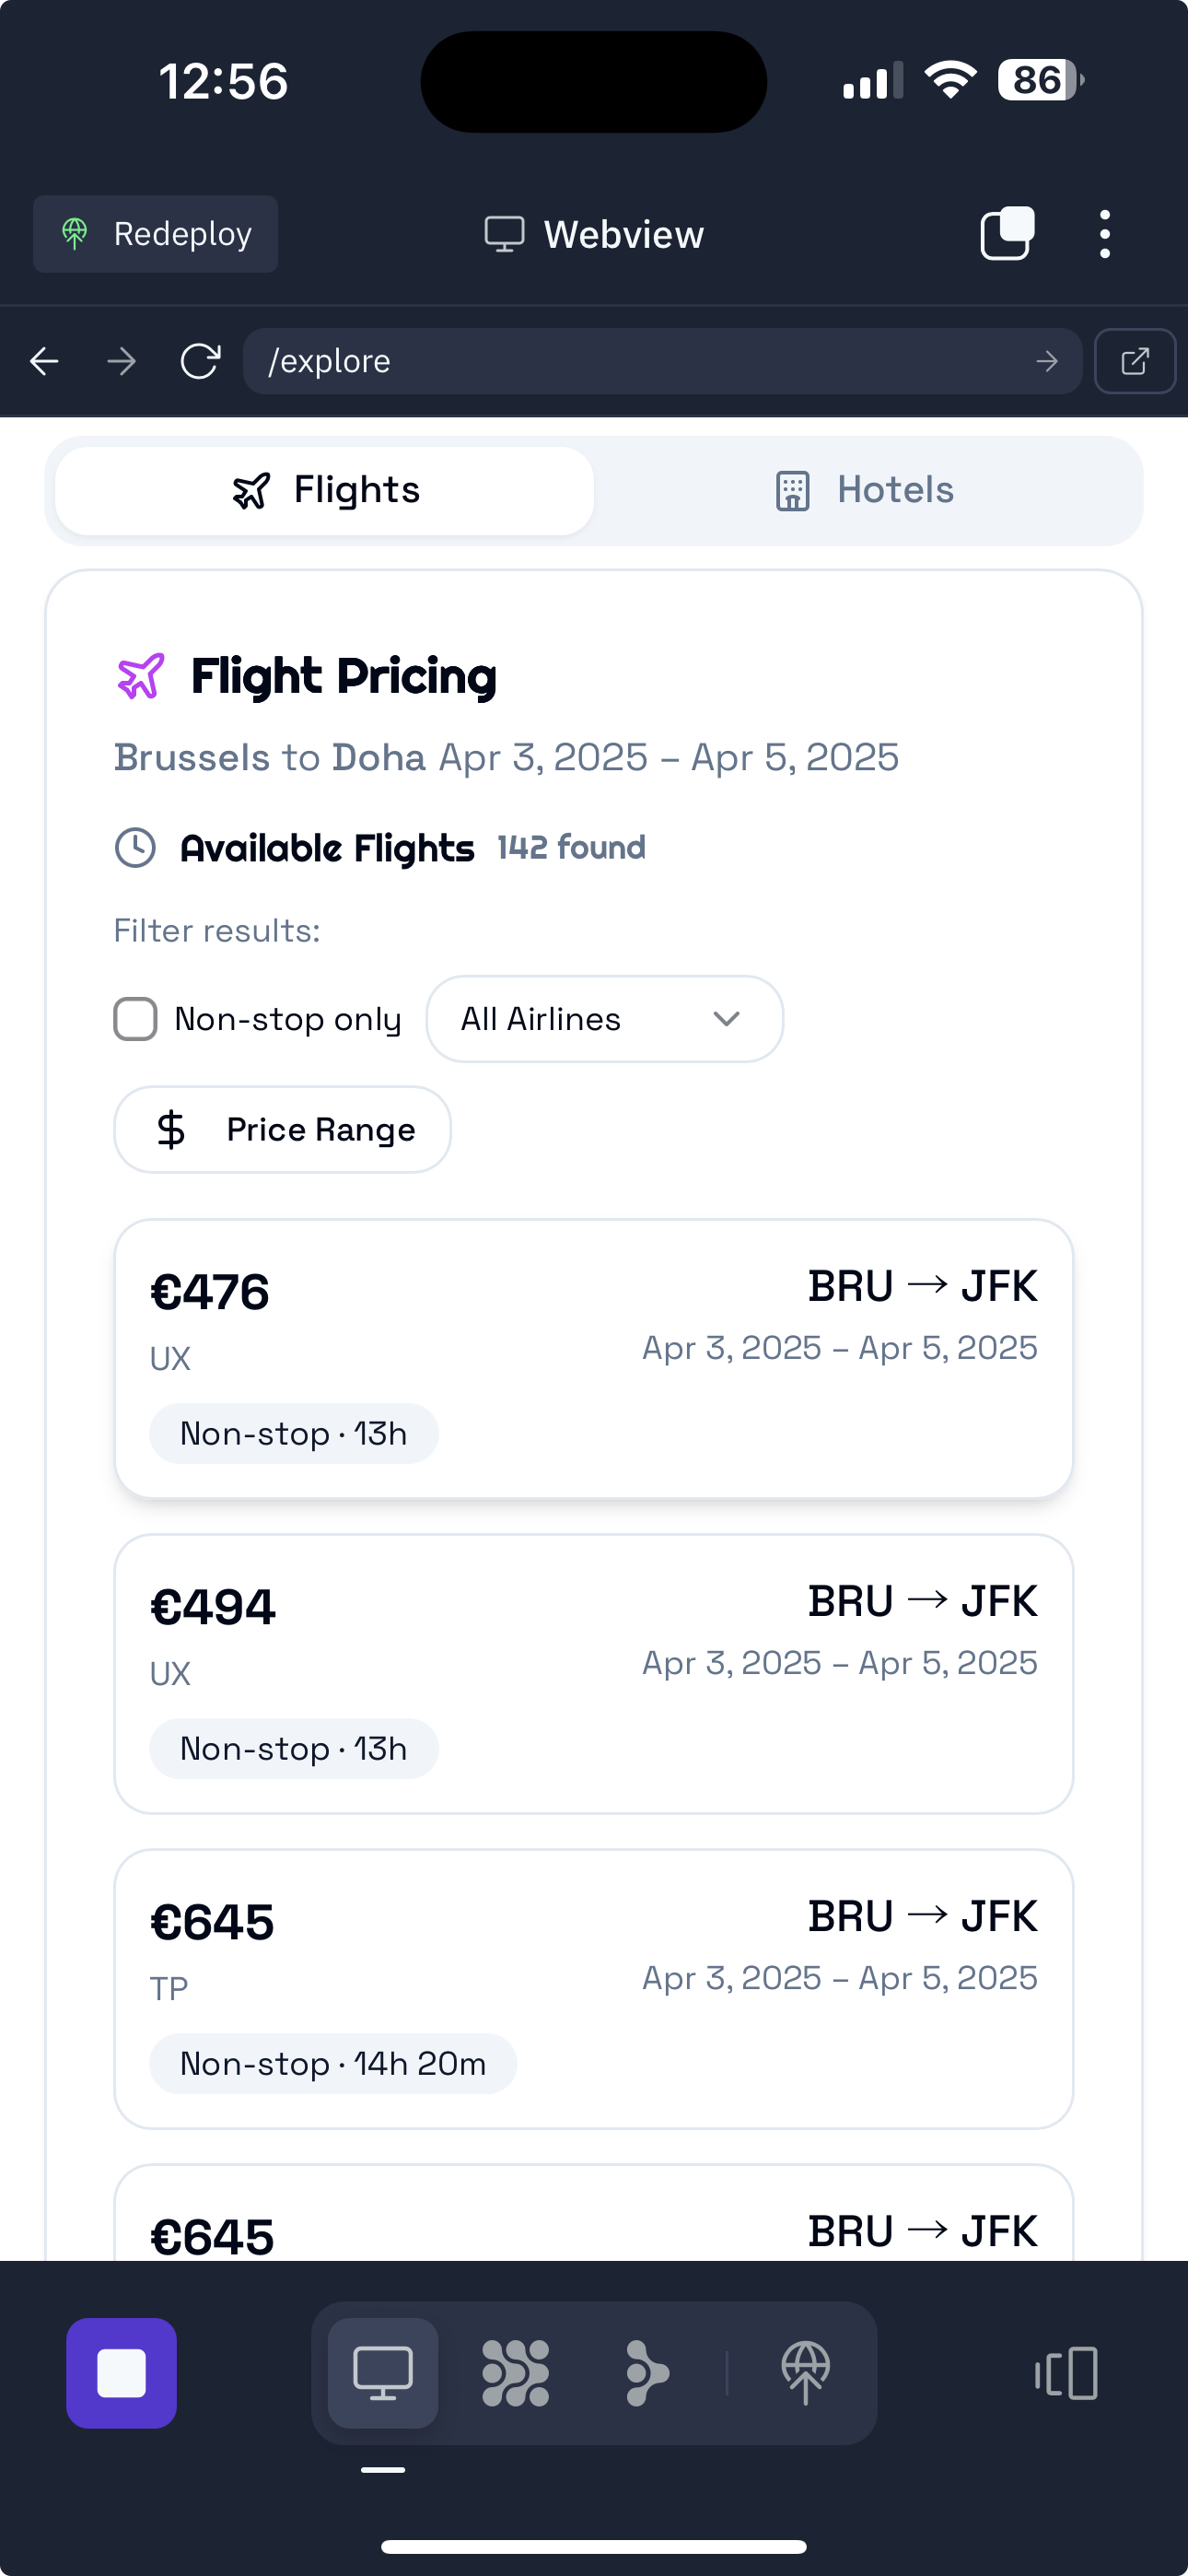 12:56
86
Redeploy
Webview
/explore
Flights
Hotels
Flight Pricing
Brussels to Doha Apr 3, 2025 – Apr 5, 2025
Available Flights 142 found
Filter results:
Non-stop only
All Airlines
$ Price Range
€476
BRU → JFK
UX
Apr 3, 2025 – Apr 5, 2025
Non-stop · 13h
€494
BRU → JFK
UX
Apr 3, 2025 – Apr 5, 2025
Non-stop · 13h
€645
BRU → JFK
TP
Apr 3, 2025 – Apr 5, 2025
Non-stop · 14h 20m
€645
BRU → JFK